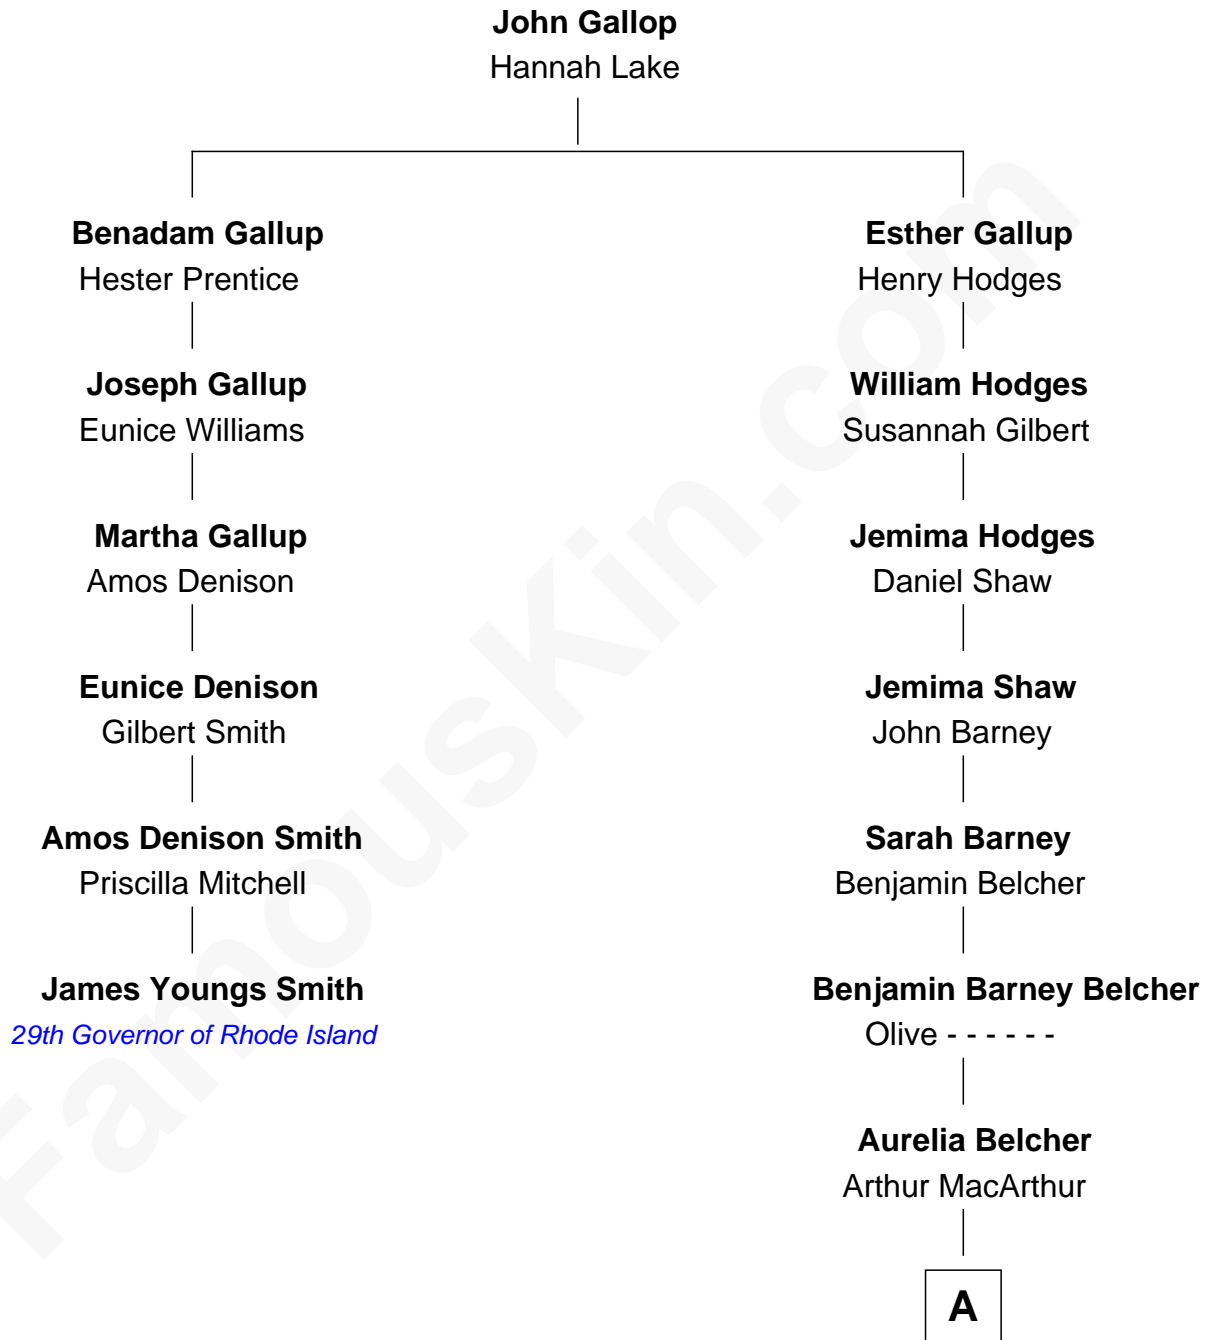 John Gallop
Hannah Lake
Benadam Gallup
Hester Prentice
Esther Gallup
Henry Hodges
Joseph Gallup
Eunice Williams
William Hodges
Susannah Gilbert
Martha Gallup
Amos Denison
Jemima Hodges
Daniel Shaw
Eunice Denison
Gilbert Smith
Jemima Shaw
John Barney
Amos Denison Smith
Priscilla Mitchell
Sarah Barney
Benjamin Belcher
James Youngs Smith
29th Governor of Rhode Island
Benjamin Barney Belcher
Olive - - - - - -
Aurelia Belcher
Arthur MacArthur
A
FamousKin.com